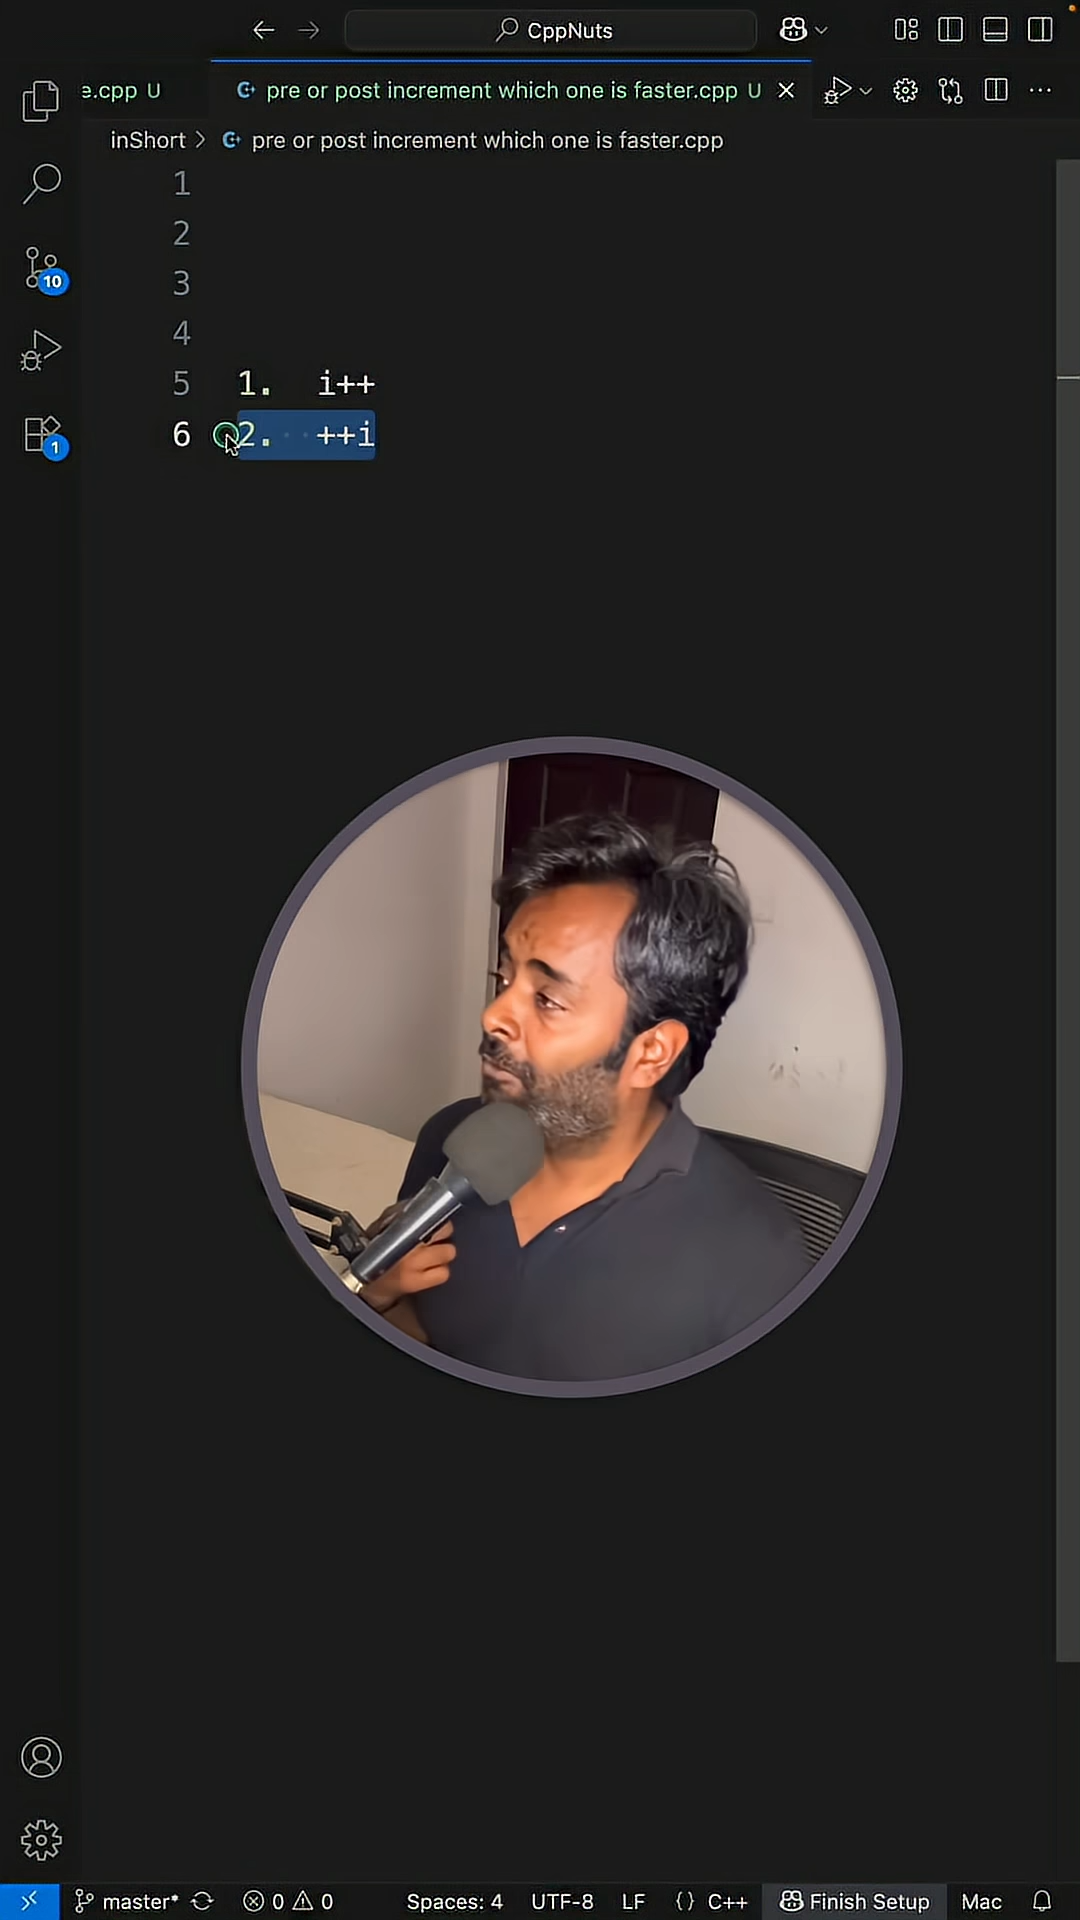 CppNuts
e.cpp U
pre or post increment which one is faster.cpp U
inShort > pre or post increment which one is faster.cpp
1
2
3
4
5 1. i++
6 2. ++i
10
1
master* 0 0 Spaces: 4 UTF-8 LF {} C++ Finish Setup Mac